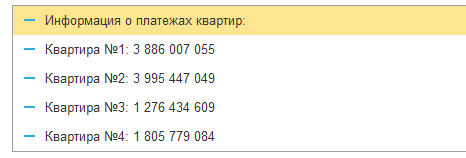 Информация о платежах квартир:
Квартира №1: 3 886 007 055
Квартира №2: 3 995 447 049
Квартира №3: 1 276 434 609
Квартира №4: 1 805 779 084